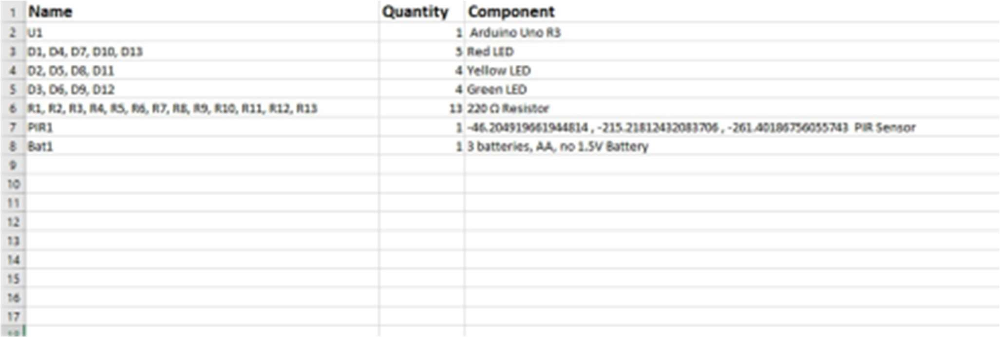 1 Name Quantity Component
2 U1 1 Arduino Uno R3
3 D1, D4, D7, D10, D13 5 Red LED
4 D2, D5, D8, D11 4 Yellow LED
5 D3, D6, D9, D12 4 Green LED
6 R1, R2, R3, R4, R5, R6, R7, R8, R9, R10, R11, R12, R13 13 220 Ω Resistor
7 PIR1 1 -46.204919661944814 , -215.21812432083706 , -261.40186756055743 PIR Sensor
8 Bat1 1 3 batteries, AA, no 1.5V Battery
9
10
11
12
13
14
15
16
17
18